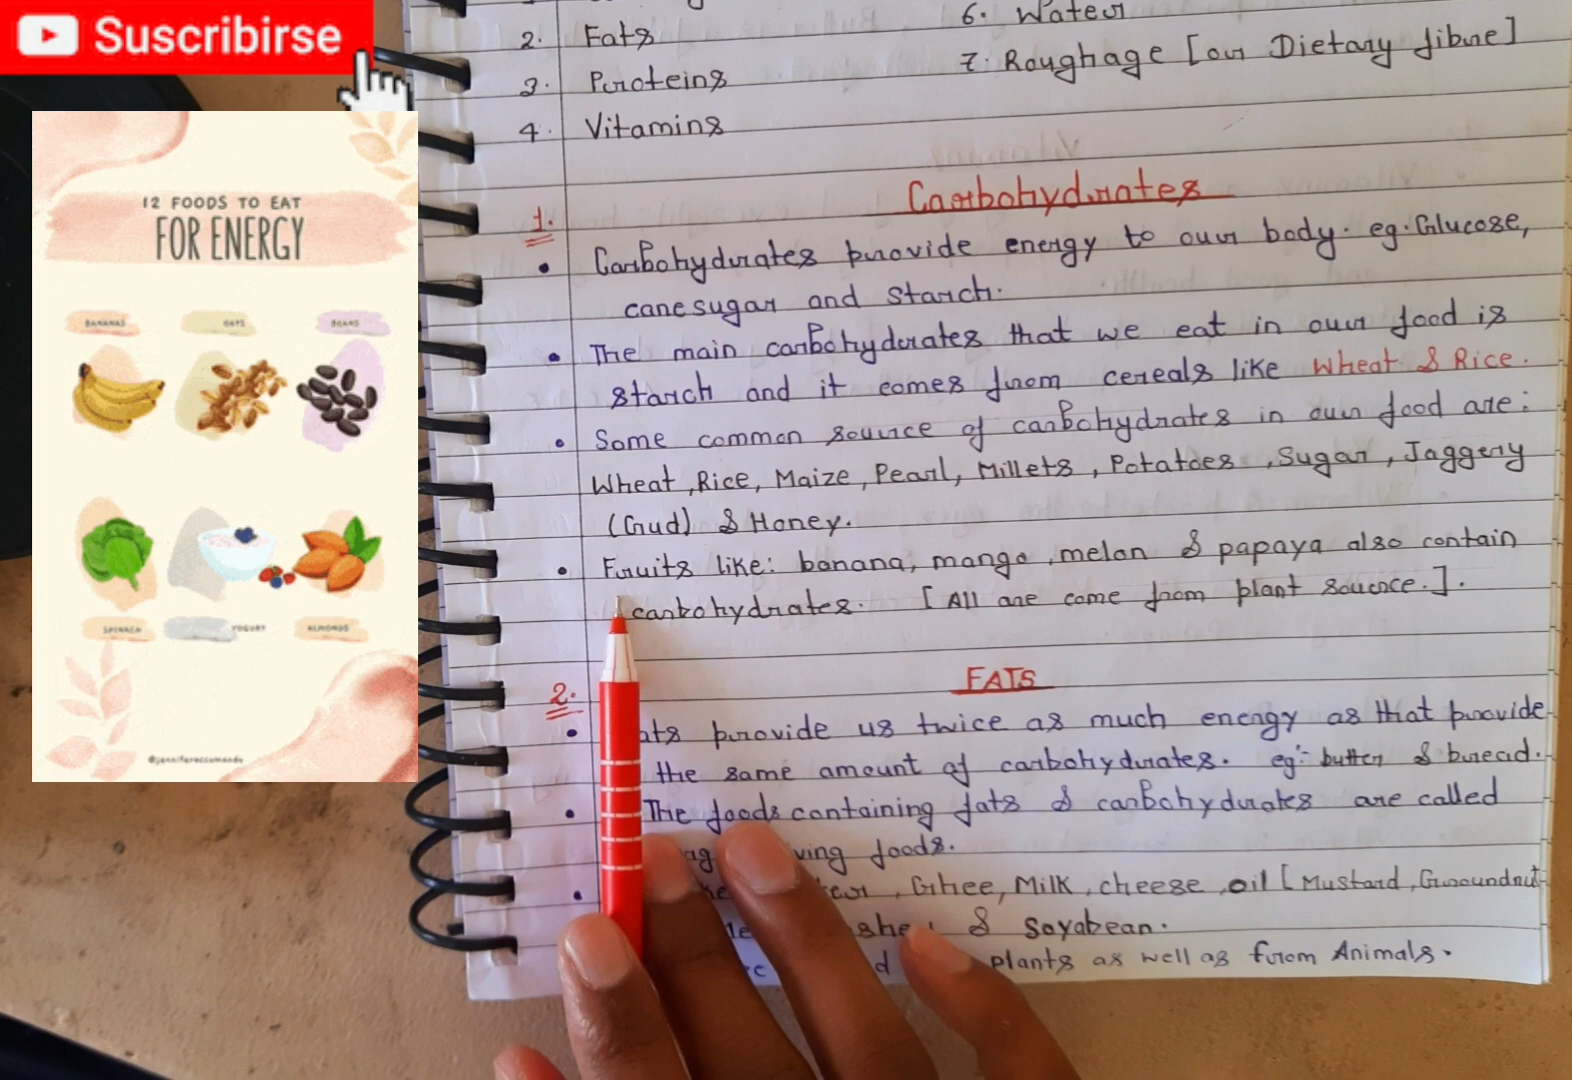 Suscribirse
12 FOODS TO EAT
FOR ENERGY
BANANAS
OATS
BEANS
SPINACH
YOGURT
ALMONDS
2. Fats
3. Proteins
4. Vitamins
6. Water
7. Roughage [or Dietary fibre]
1. Carbohydrates
• Carbohydrates provide energy to our body. eg. Glucose,
cane sugar and starch.
• The main carbohydrates that we eat in our food is
starch and it comes from cereals like Wheat & Rice.
• Some common source of carbohydrates in our food are:
Wheat, Rice, Maize, Pearl, Millets, Potatoes, Sugar, Jaggery
(Gud) & Honey.
• Fruits like: banana, mango, melon & papaya also contain
carbohydrates. [All are come from plant source.].
2. FATS
• ats provide us twice as much energy as that provide
the same amount of carbohydrates. eg:- butter & bread.
• The foods containing fats & carbohydrates are called
ving foods.
• Ghee, Milk, cheese, oil [Mustard, Groundnut
& Soyabean.
plants as well as from Animals.